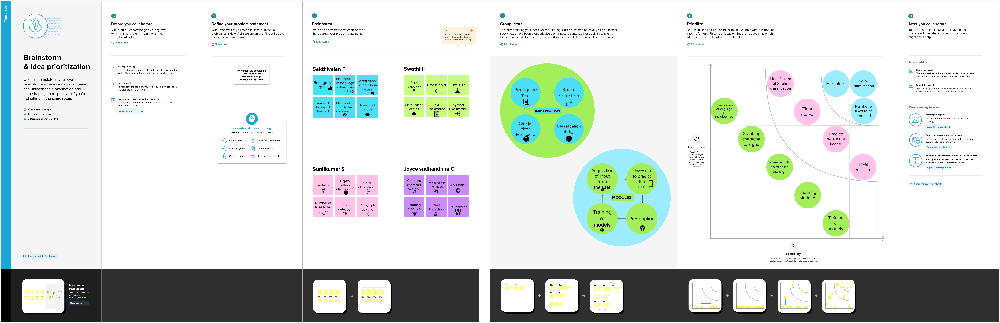 Template
Brainstorm
& idea prioritization
Use this template in your own
brainstorming sessions so your team
can unleash their imagination and
start shaping concepts even if you're
not sitting in the same room.
10 minutes to prepare
1 hour to collaborate
2-8 people recommended
Share template feedback
Need some
inspiration?
See a finished version
of this template to
kickstart your work.
Open example
Before you collaborate
A little bit of preparation goes a long way
with this session. Here's what you need
to do to get going.
10 minutes
A
Team gathering
Define who should participate in the session and send an
invite. Share relevant information or pre-work ahead.
B
Set the goal
Think about the problem you'll be focusing on solving in
the brainstorming session.
C
Learn how to use the facilitation tools
Use the Facilitation Superpowers to run a happy and
productive session.
Open article
1
Define your problem statement
What problem are you trying to solve? Frame your
problem as a How Might We statement. This will be the
focus of your brainstorm.
5 minutes
PROBLEM
How might we develope a
Novel Method For
Handwritten Digit
Recognition System?
Key rules of brainstorming
To run an smooth and productive session
Stay in topic.
Encourage wild ideas.
Defer judgment.
Listen to others.
Go for volume.
If possible, be visual.
2
Brainstorm
Write down any ideas that come to mind
that address your problem statement.
10 minutes
TIP
You can select a sticky note
and hit the pencil [switch to
sketch] icon to start drawing!
Sakthivelan T
Recognize
Text
Identifcation
of language
in the given
text
Acquisition
of input from
the user
Create GUI
to predict
the digit
Identifcation
of Stroke
classifcation
Training of
models
Swathi H
Pixel
Detection
Time Interval
Pixel Size
Classifcation
of digit
1
Text
Classifcation
Symbol
Classifcation
Sunilkumar S
Identation
Capital
letters
identifcation
T
Color
identifcation
Number of
lines to be
counted
#
Space
detection
Paragraph
Spacing
Joyce sudhandhira C
Grabbing
character
to a grid
Predict/sense
the image
Acquisition
Learning
Modules
Pixel
Detection
ReSampling
3
Group ideas
Take turns sharing your ideas while clustering similar or related notes as you go. Once all
sticky notes have been grouped, give each cluster a sentence-like label. If a cluster is
bigger than six sticky notes, try and see if you and break it up into smaller sub groups.
20 minutes
Recognize
Text
Space
detection
IDENTIFICATION
Capital
letters
identifcation
T
Classifcation
of digit
1
Acquisition
of input
from
the user
Create GUI
to predict
the
digit
MODULES
Training
of
models
ReSampling
4
Prioritize
Your team should all be on the same page about what's important
moving forward. Place your ideas on this grid to determine which
ideas are important and which are feasible.
20 minutes
Identifcation
of Stroke
classifcation
Identation
Color
identifcation
Identifcation
of language
in
the given text
Time
Interval
Number of
lines to be
counted
Grabbing
character
to a grid
Predict/
sense the
image
Create GUI
to predict
the digit
Pixel
Detection
Learning
Modules
Training
of
models
Importance
If each of these
tasks could get
done without any
difficulty or cost,
which would have
the most positive
impact?
Feasibility
Regardless of their importance, which tasks are more
feasible than others? (Cost, time, effort, complexity, etc.)
After you collaborate
You can export the mural as an image or pdf
to share with members of your company who
might find it helpful.
Quick add-ons
A
Share the mural
Share a view link to the mural with stakeholders to keep
them in the loop about the outcomes of the session.
B
Export the mural
Export a copy of the mural as a PNG or PDF to attach to
emails, include in slides, or save in your drive.
Keep moving forward
Strategy blueprint
Define the components of a new idea or
strategy.
Open the template
Customer experience journey map
Understand customer needs, motivations, and
obstacles for an experience.
Open the template
Strengths, weaknesses, opportunities & threats
Identify strengths, weaknesses, opportunities,
and threats (SWOT) to develop a plan.
Open the template
Share template feedback